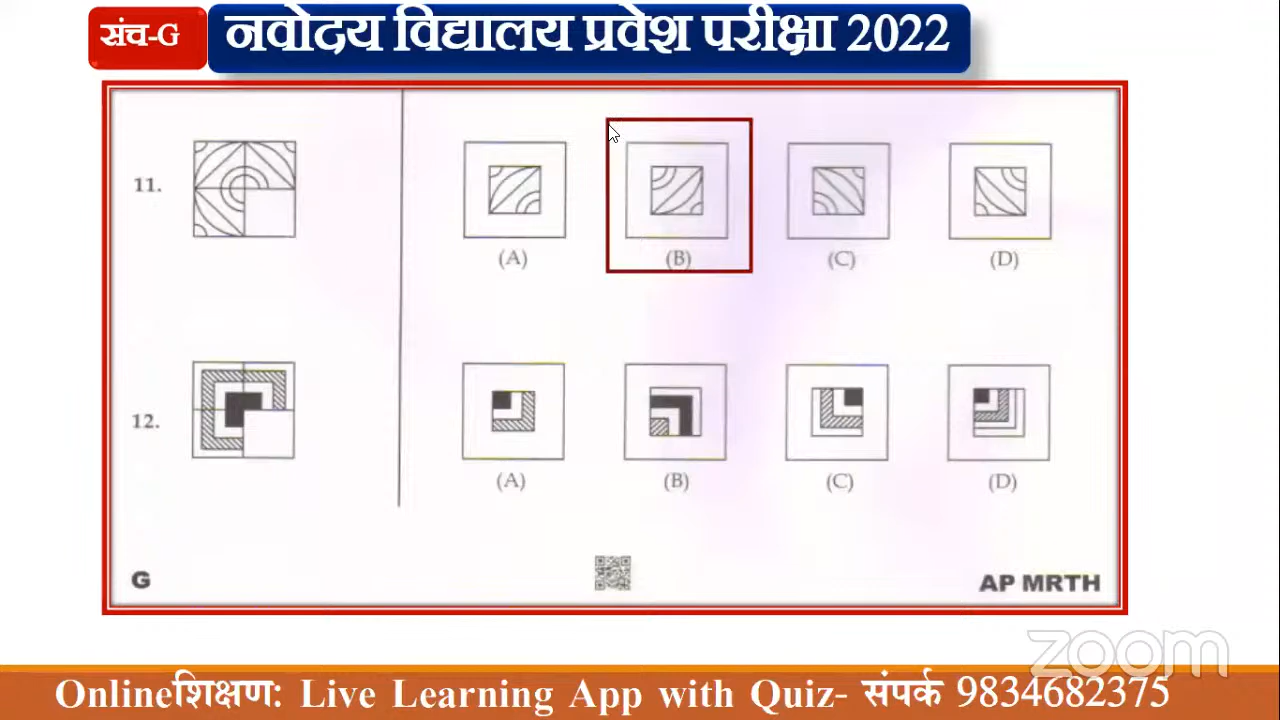 संच-G
नवोदय विद्यालय प्रवेश परीक्षा 2022
11.
(A) (B) (C) (D)
12.
(A) (B) (C) (D)
G
AP MRTH
zoom
Onlineशिक्षण: Live Learning App with Quiz- संपर्क 9834682375